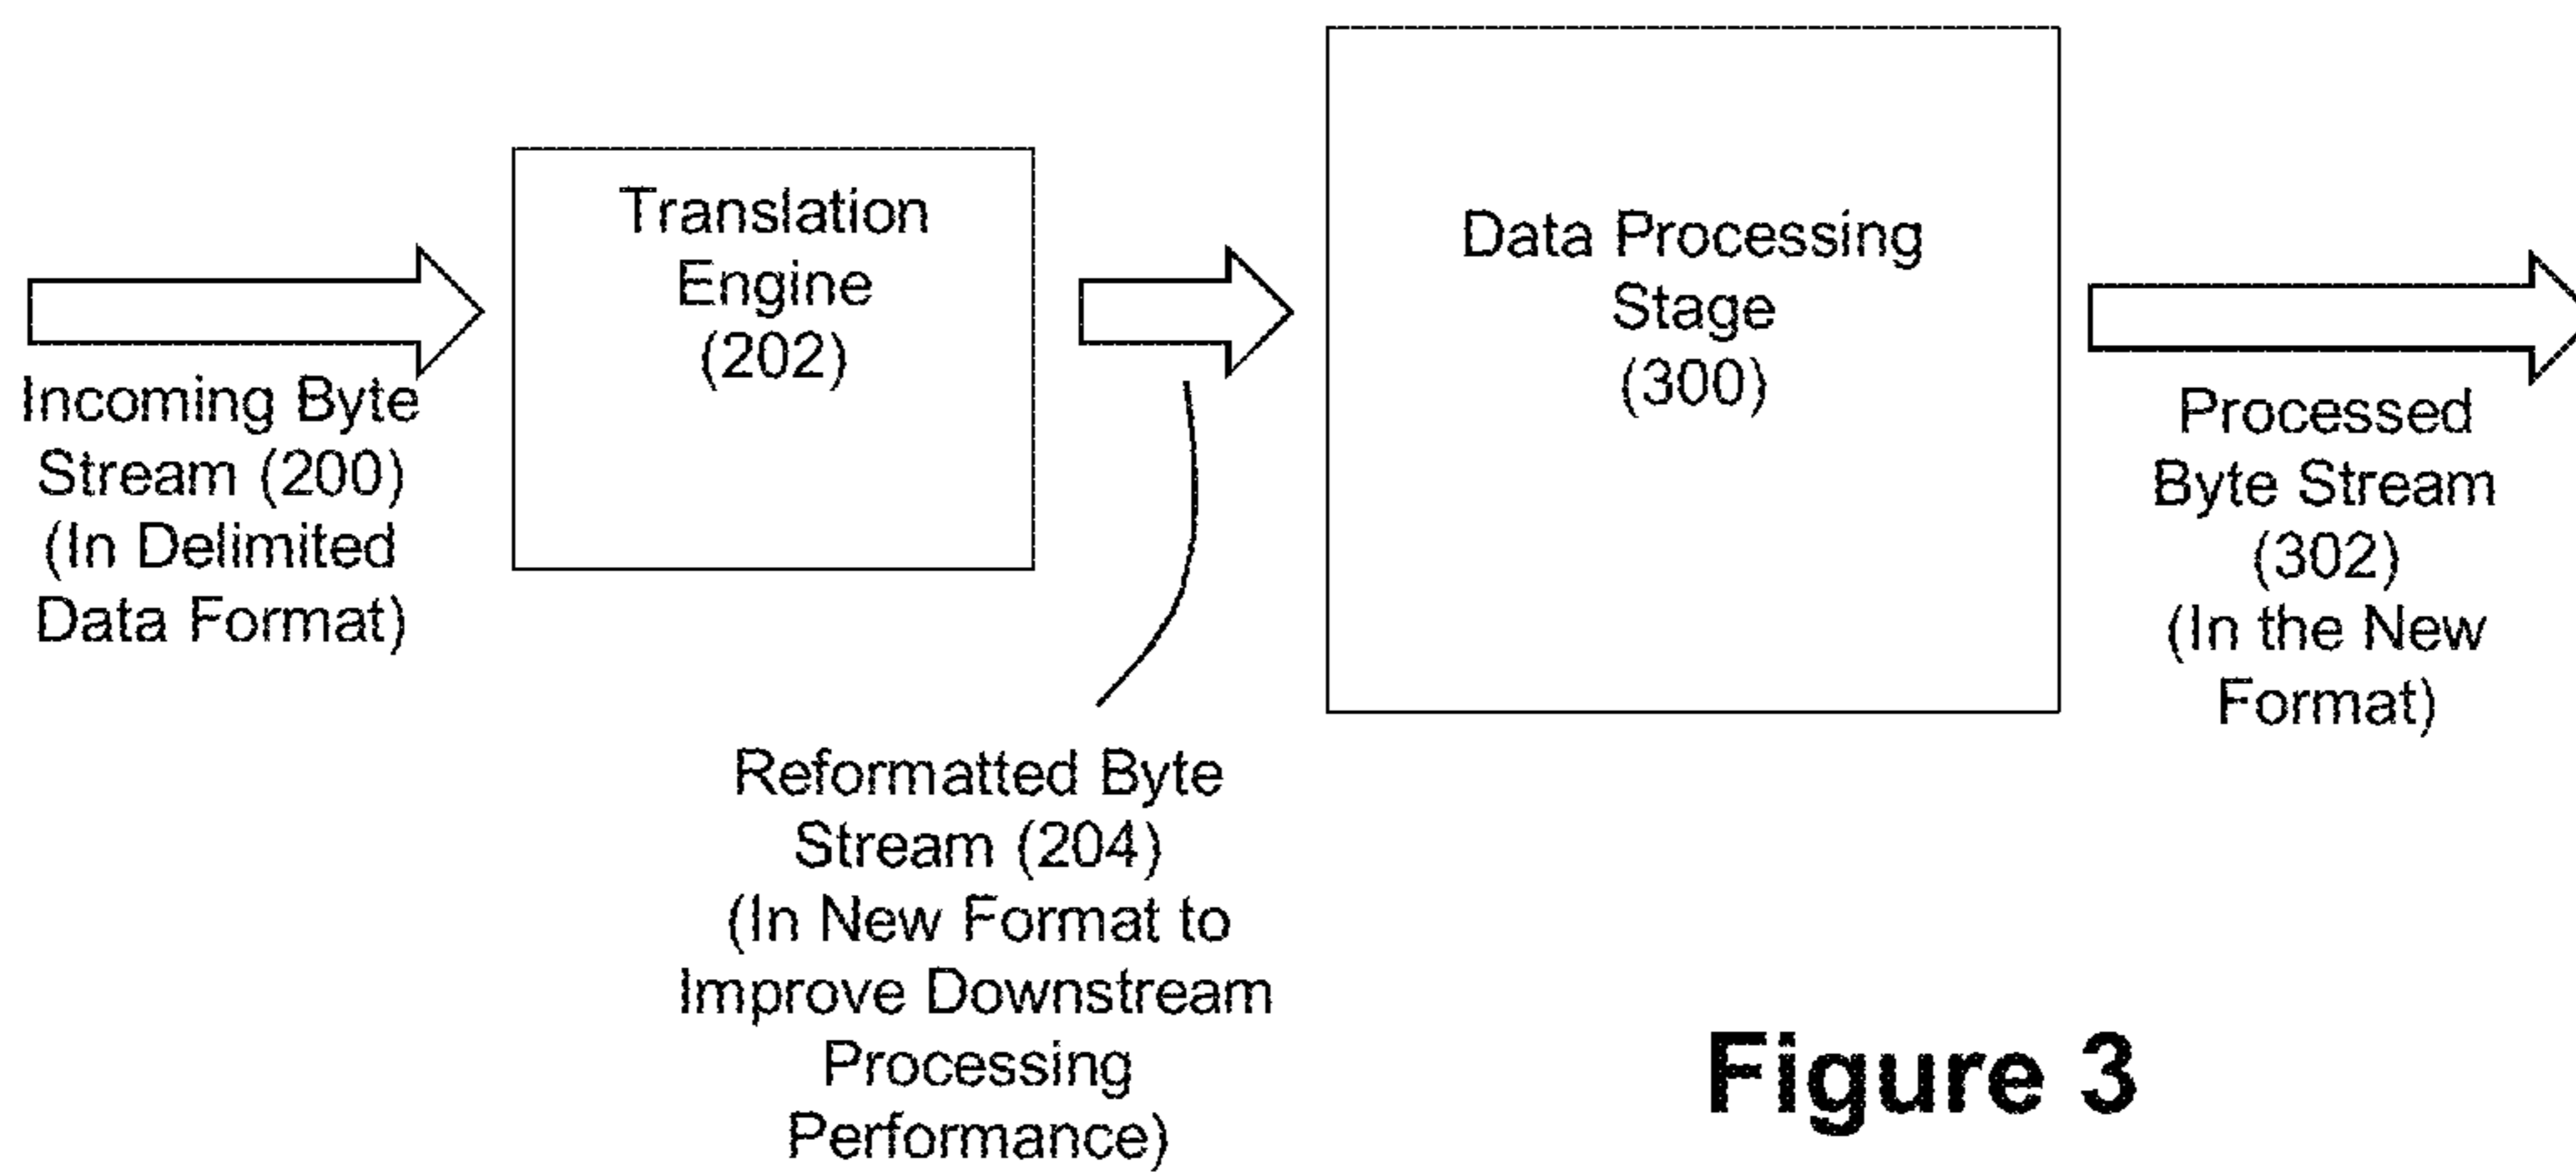 Incoming Byte
Stream (200)
(In Delimited
Data Format)
Translation
Engine
(202)
Reformatted Byte
Stream (204)
(In New Format to
Improve Downstream
Processing
Performance)
Data Processing
Stage
(300)
Processed
Byte Stream
(302)
(In the New
Format)
Figure 3